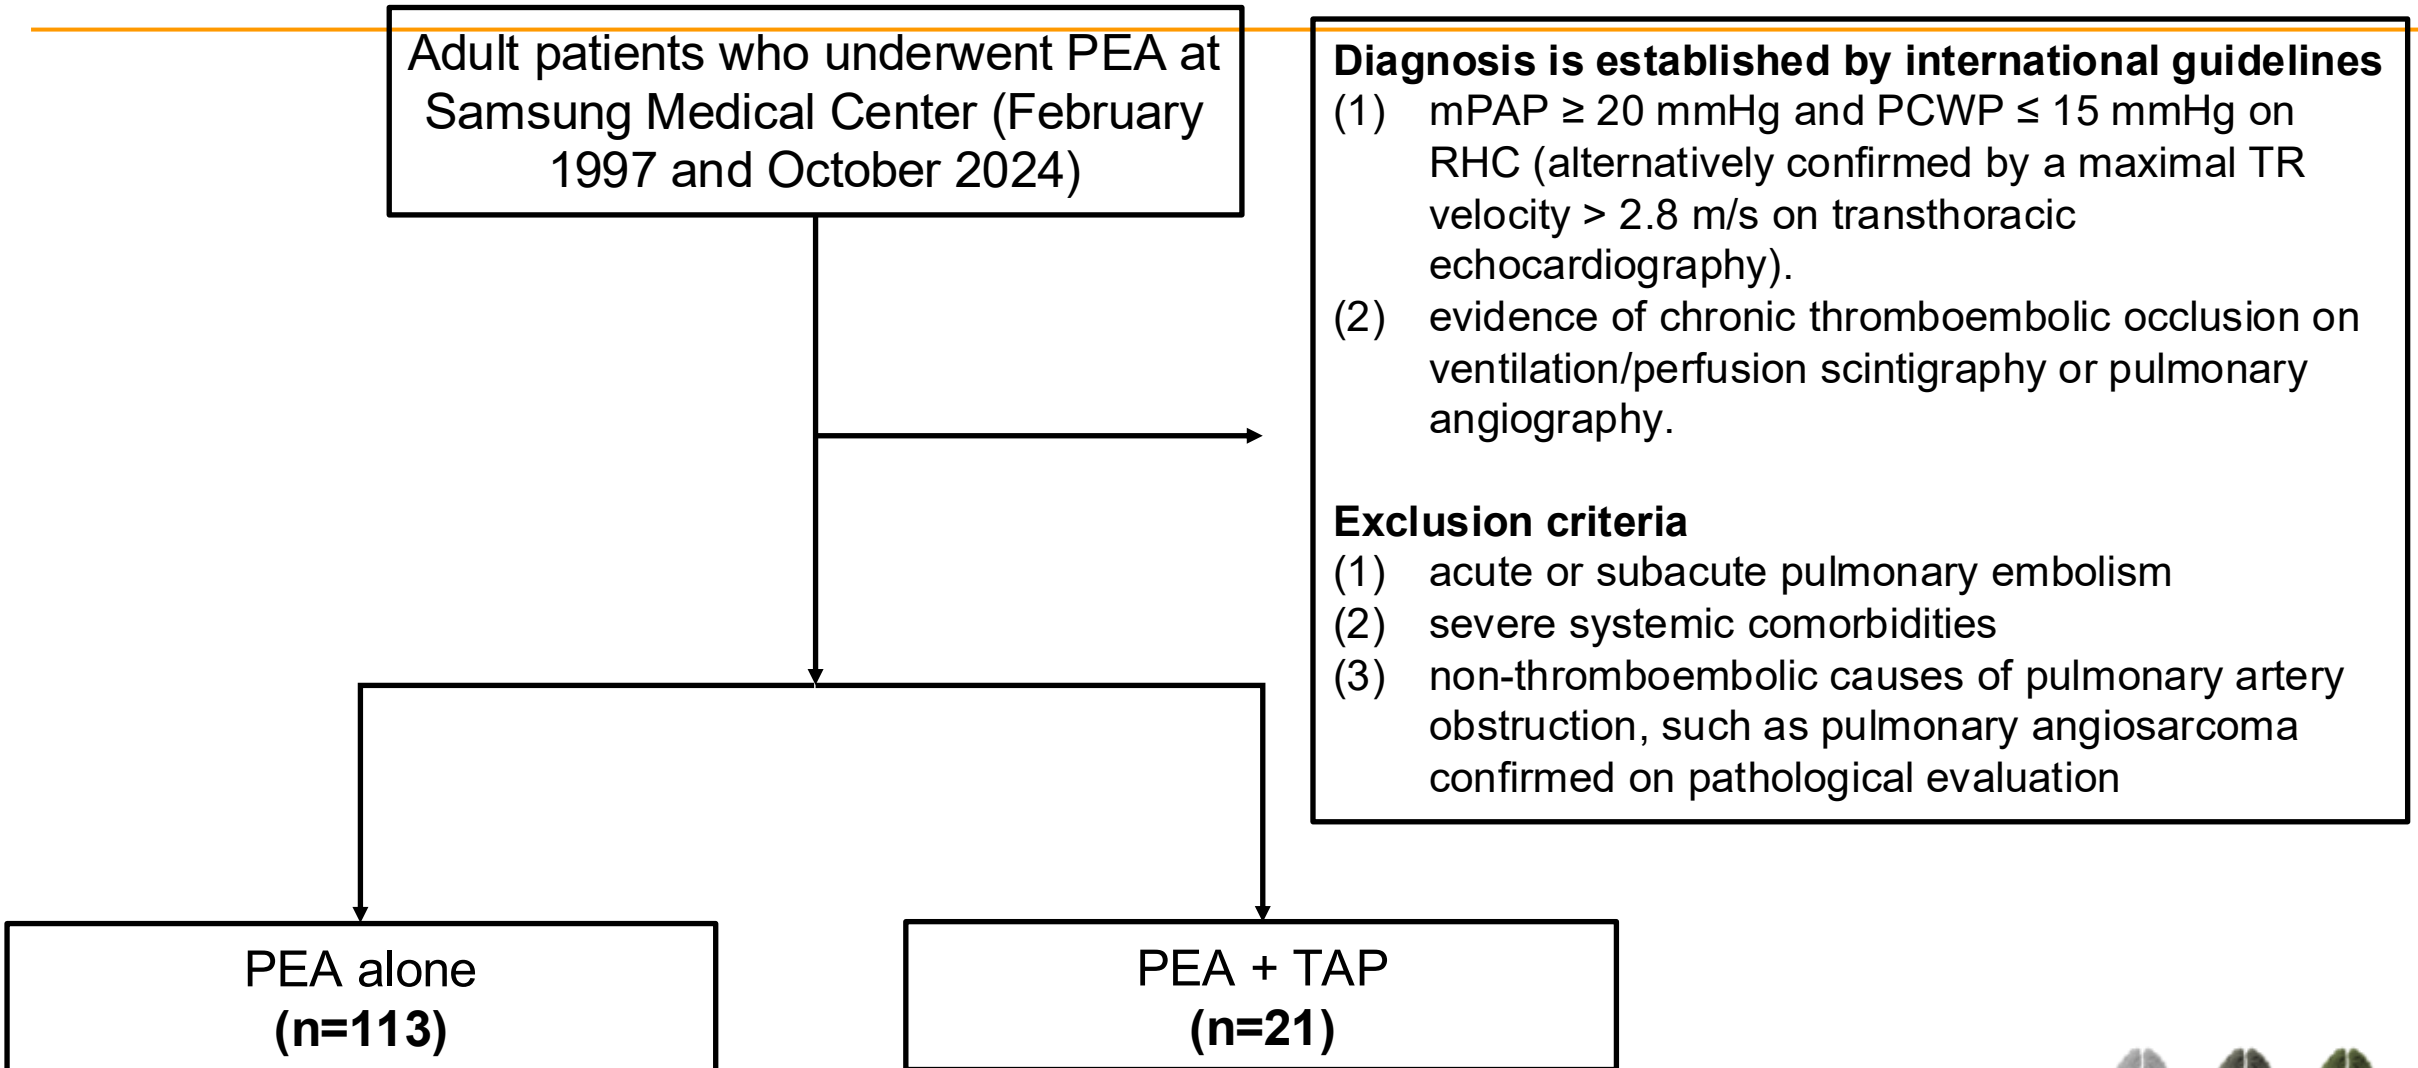 Adult patients who underwent PEA at
Samsung Medical Center (February
1997 and October 2024)
Diagnosis is established by international guidelines
(1) mPAP ≥ 20 mmHg and PCWP ≤ 15 mmHg on
RHC (alternatively confirmed by a maximal TR
velocity > 2.8 m/s on transthoracic
echocardiography).
(2) evidence of chronic thromboembolic occlusion on
ventilation/perfusion scintigraphy or pulmonary
angiography.
Exclusion criteria
(1) acute or subacute pulmonary embolism
(2) severe systemic comorbidities
(3) non-thromboembolic causes of pulmonary artery
obstruction, such as pulmonary angiosarcoma
confirmed on pathological evaluation
PEA alone
(n=113)
PEA + TAP
(n=21)